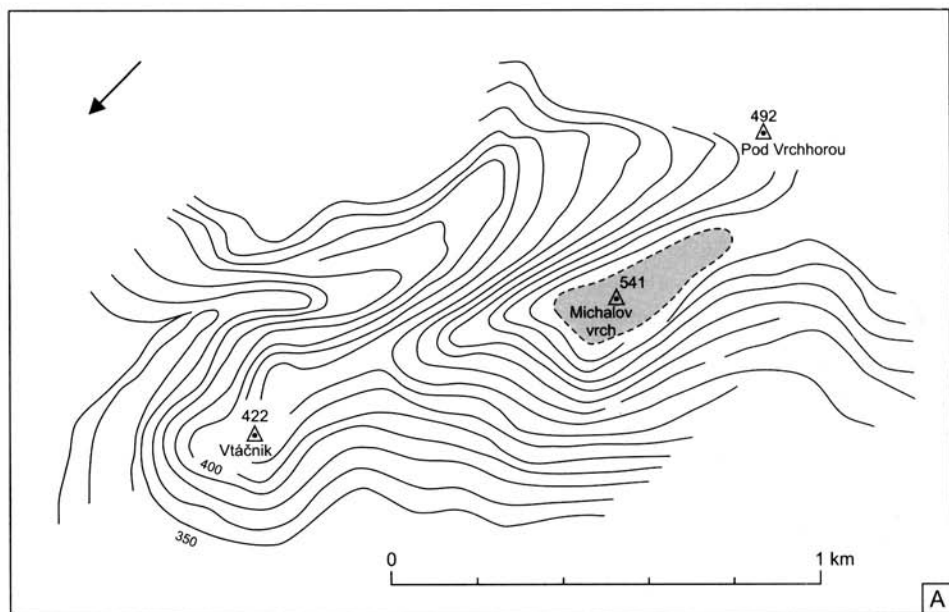 492
Pod Vrchhorou
541
Michalov
vrch
422
Vtáčnik
400
350
0
1 km
A